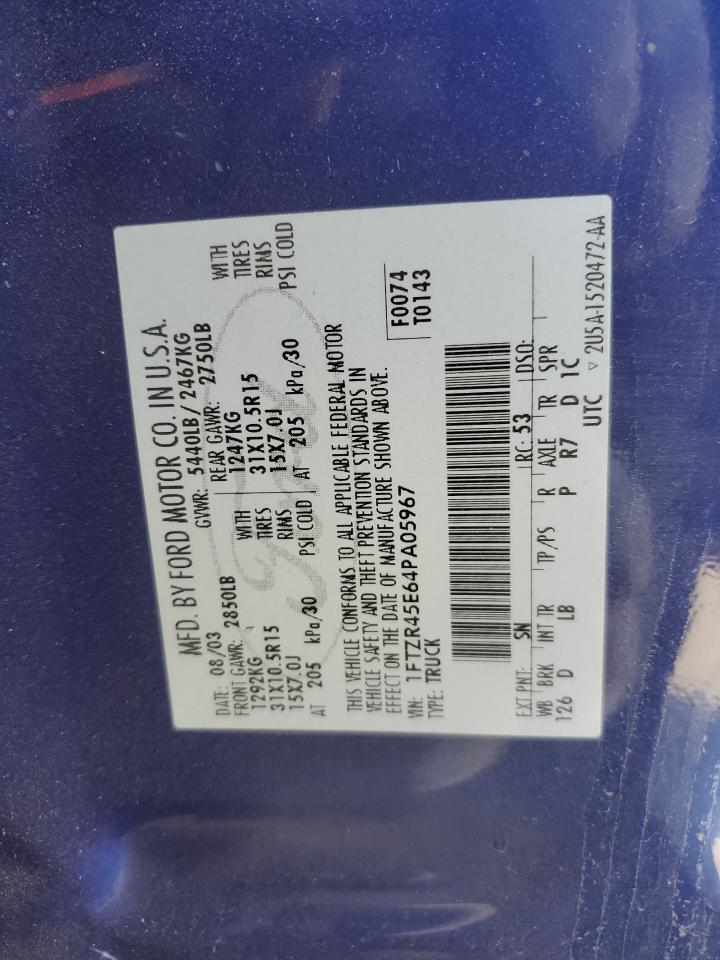 MFD. BY FORD MOTOR CO. IN U.S.A.
DATE: 08/03 GVWR: 5440LB/2467KG
FRONT GAWR: 2850LB REAR GAWR: 2750LB
1292KG WITH 1247KG WITH
31X10.5R15 TIRES 31X10.5R15 TIRES
15X7.0J RIMS 15X7.0J RIMS
AT 205 kPa/30 PSI COLD AT 205 kPa/30 PSI COLD
THIS VEHICLE CONFORMS TO ALL APPLICABLE FEDERAL MOTOR
VEHICLE SAFETY AND THEFT PREVENTION STANDARDS IN
EFFECT ON THE DATE OF MANUFACTURE SHOWN ABOVE.
VIN: 1FTZR45E64PA05967 F0074
TYPE: TRUCK T0143
EXT PNT: SN RC: 53 DSO:
WB BRK INT TR TP/PS R AXLE TR SPR
126 D LB P R7 D 1C
UTC ▽ 2U5A-1520472-AA
Ford